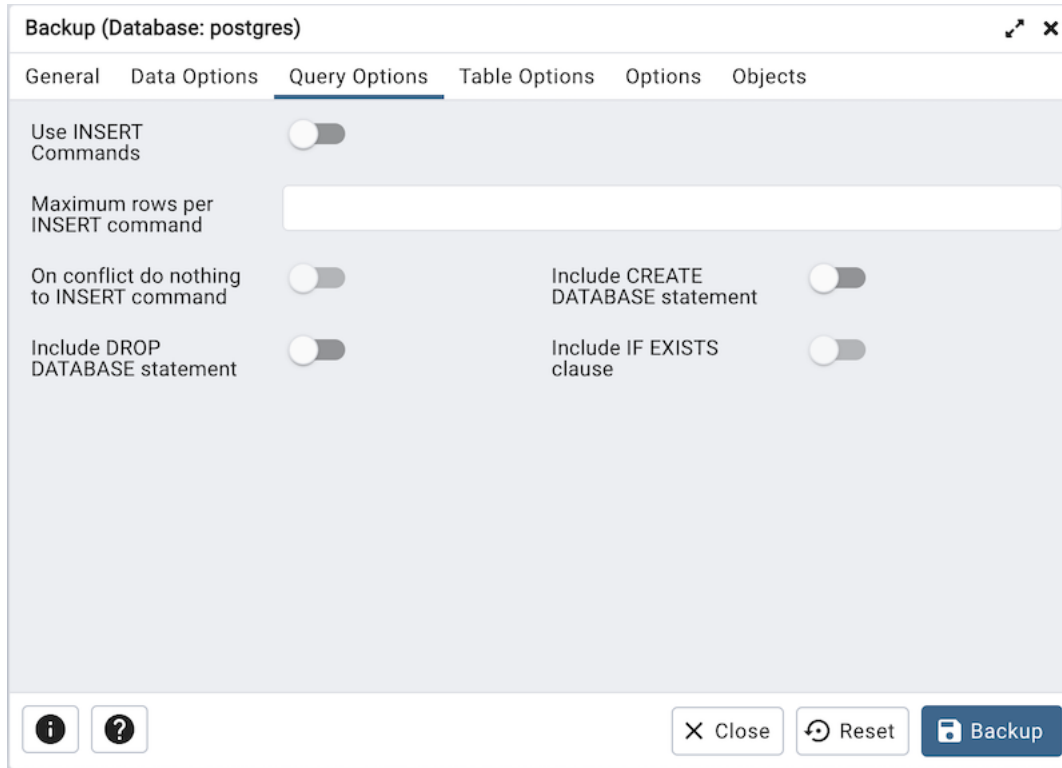 Backup (Database: postgres)
General Data Options Query Options Table Options Options Objects
Use INSERT
Commands
Maximum rows per
INSERT command
On conflict do nothing
to INSERT command
Include CREATE
DATABASE statement
Include DROP
DATABASE statement
Include IF EXISTS
clause
Close Reset Backup